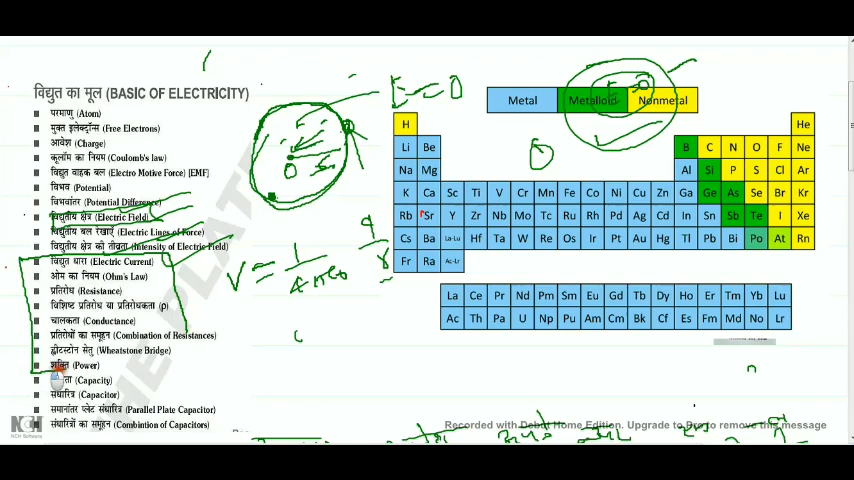 विद्युत का मूल (BASIC OF ELECTRICITY)
परमाणु (Atom)
मुक्त इलेक्ट्रॉन्स (Free Electrons)
आवेश (Charge)
कूलॉम का नियम (Coulomb's law)
विद्युत वाहक बल (Electro Motive Force) [EMF]
विभव (Potential)
विभवांतर (Potential Difference)
विद्युतीय क्षेत्र (Electric Field)
विद्युतीय बल रेखाएँ (Electric Lines of Force)
विद्युतीय क्षेत्र की तीव्रता (Intensity of Electric Field)
विद्युत धारा (Electric Current)
ओम का नियम (Ohm's Law)
प्रतिरोध (Resistance)
विशिष्ट प्रतिरोध या प्रतिरोधकता (ρ)
चालकता (Conductance)
प्रतिरोधों का समूहन (Combination of Resistances)
ह्वीटस्टोन सेतु (Wheatstone Bridge)
शक्ति (Power)
(Capacity)
संधारित्र (Capacitor)
समानांतर प्लेट संधारित्र (Parallel Plate Capacitor)
संधारित्रों का समूहन (Combintion of Capacitors)
E = 0
V = 1/4πε0 q/r
Metal Metalloid Nonmetal
H He
Li Be B C N O F Ne
Na Mg Al Si P S Cl Ar
K Ca Sc Ti V Cr Mn Fe Co Ni Cu Zn Ga Ge As Se Br Kr
Rb Sr Y Zr Nb Mo Tc Ru Rh Pd Ag Cd In Sn Sb Te I Xe
Cs Ba La-Lu Hf Ta W Re Os Ir Pt Au Hg Tl Pb Bi Po At Rn
Fr Ra Ac-Lr
La Ce Pr Nd Pm Sm Eu Gd Tb Dy Ho Er Tm Yb Lu
Ac Th Pa U Np Pu Am Cm Bk Cf Es Fm Md No Lr
NCH Software
Recorded with Debut Home Edition. Upgrade to Pro to remove this message